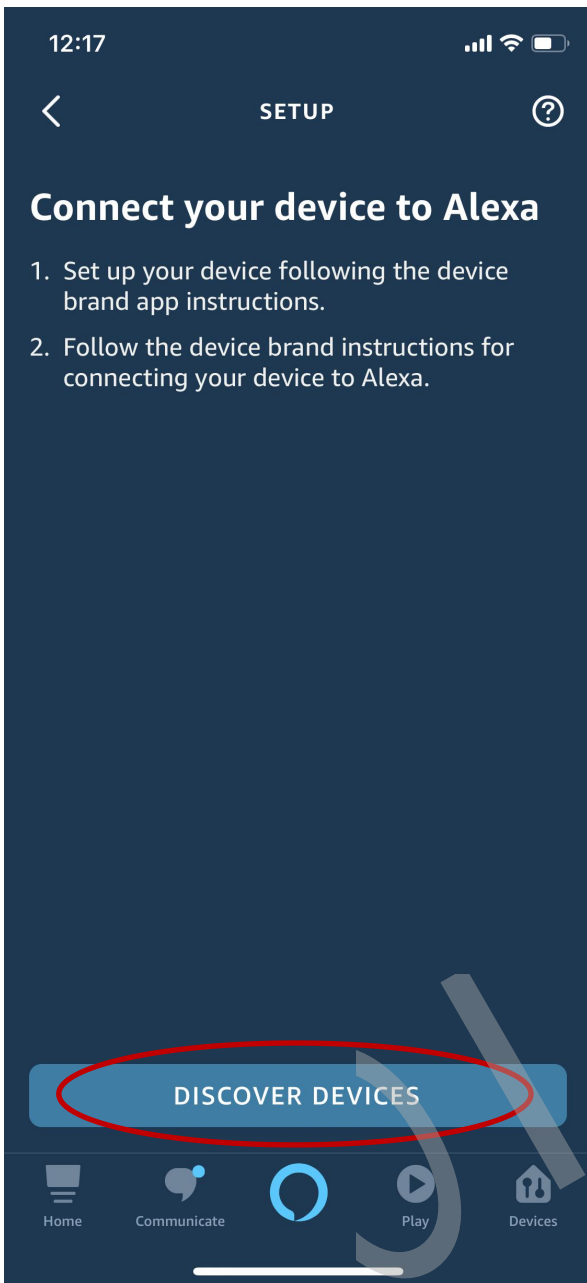 12:17
SETUP
Connect your device to Alexa
1. Set up your device following the device
brand app instructions.
2. Follow the device brand instructions for
connecting your device to Alexa.
DISCOVER DEVICES
Home Communicate Play Devices